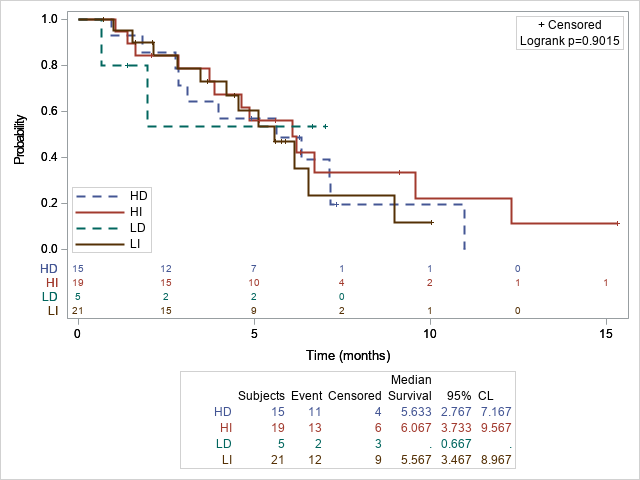 1.0
+ Censored
Logrank p=0.9015
0.8
0.6
Probability
0.4
0.2
0.0
HD
HI
LD
LI
HD 15 12 7 1 1 0
HI 19 15 10 4 2 1 1
LD 5 2 2 0
LI 21 15 9 2 1 0
0 5 10 15
Time (months)
Median
Subjects Event Censored Survival 95% CL
HD 15 11 4 5.633 2.767 7.167
HI 19 13 6 6.067 3.733 9.567
LD 5 2 3 . 0.667 .
LI 21 12 9 5.567 3.467 8.967